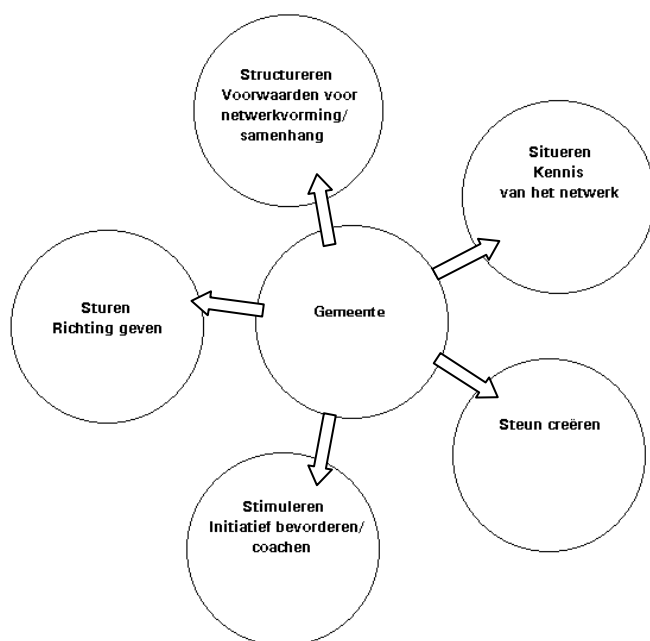 Structureren
Voorwaarden voor
netwerkvorming/
samenhang
Situeren
Kennis
van het netwerk
Sturen
Richting geven
Gemeente
Steun creëren
Stimuleren
Initiatief bevorderen/
coachen